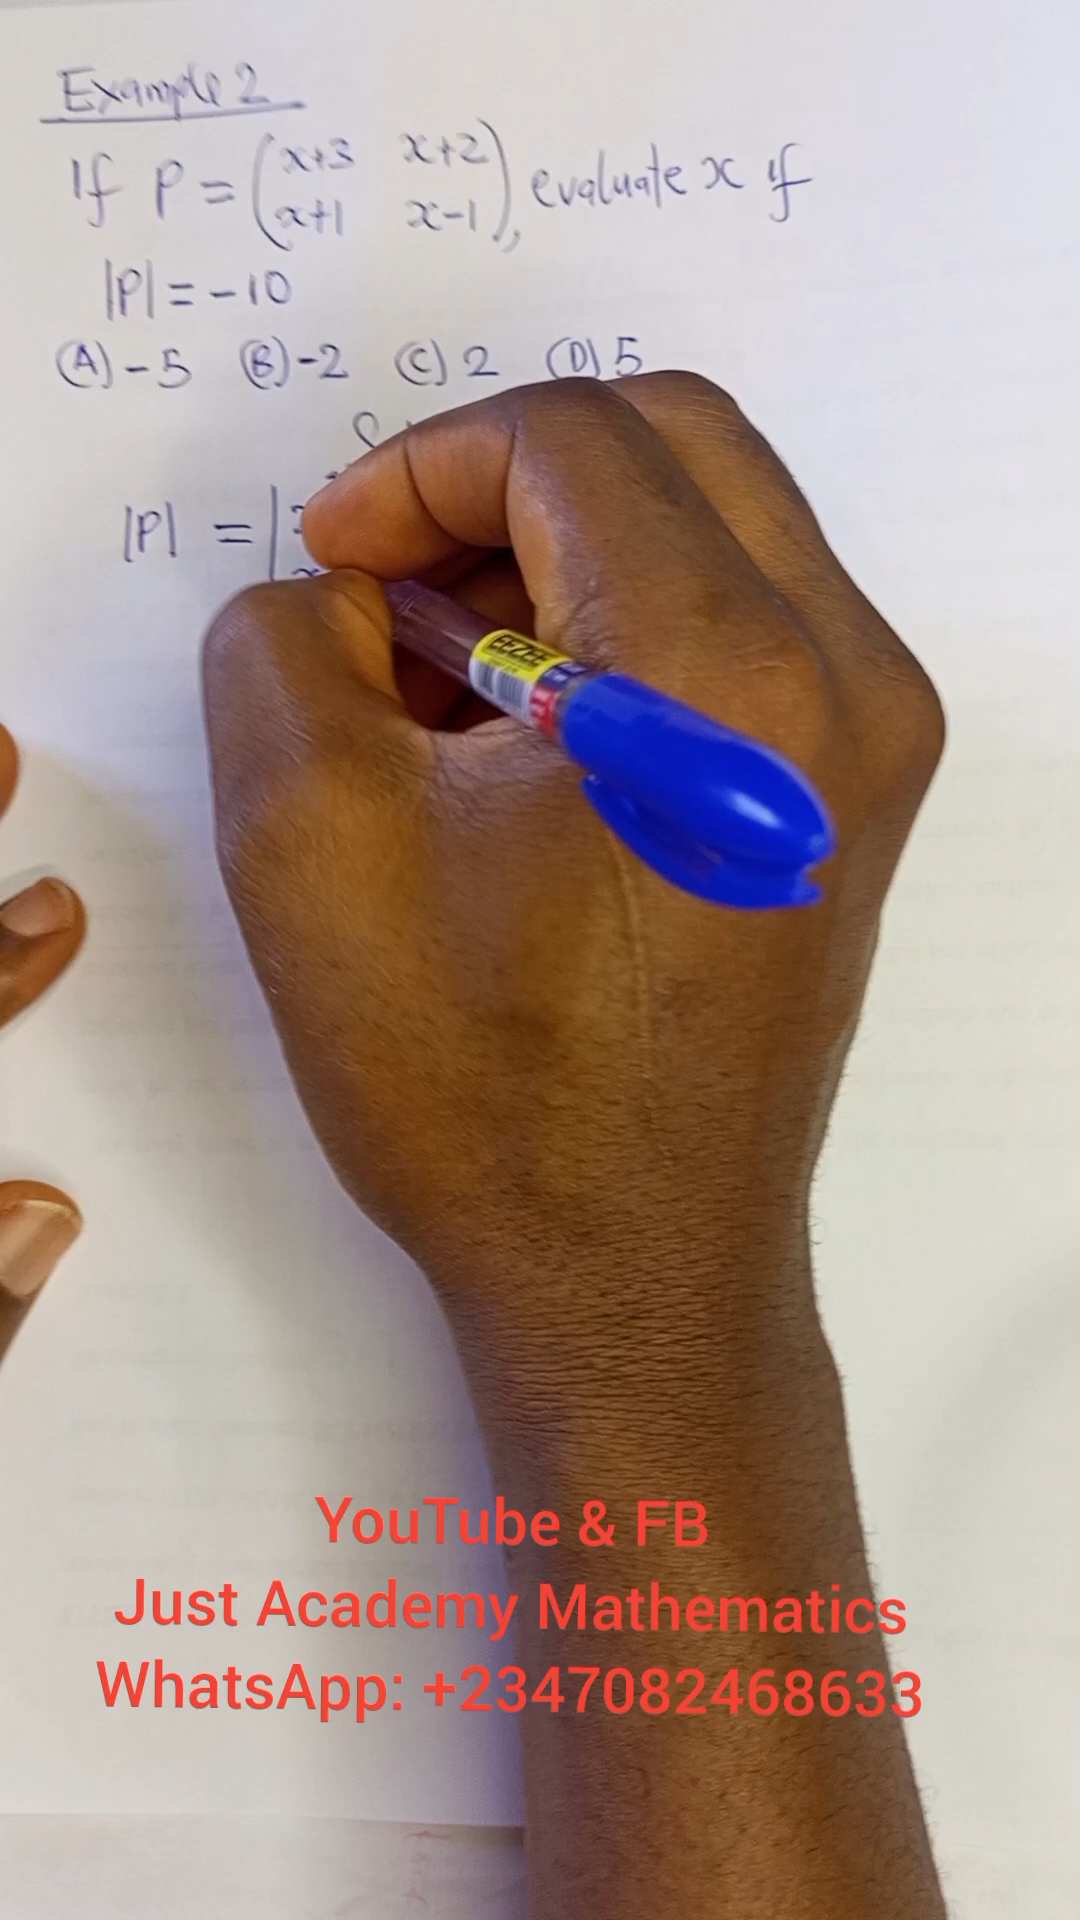 Example 2
If P = (x+3 x+2
x+1 x-1), evaluate x if
|P| = -10
(A) -5 (B) -2 (C) 2 (D) 5
|P| = |
EEZEE
YouTube & FB
Just Academy Mathematics
WhatsApp: +2347082468633